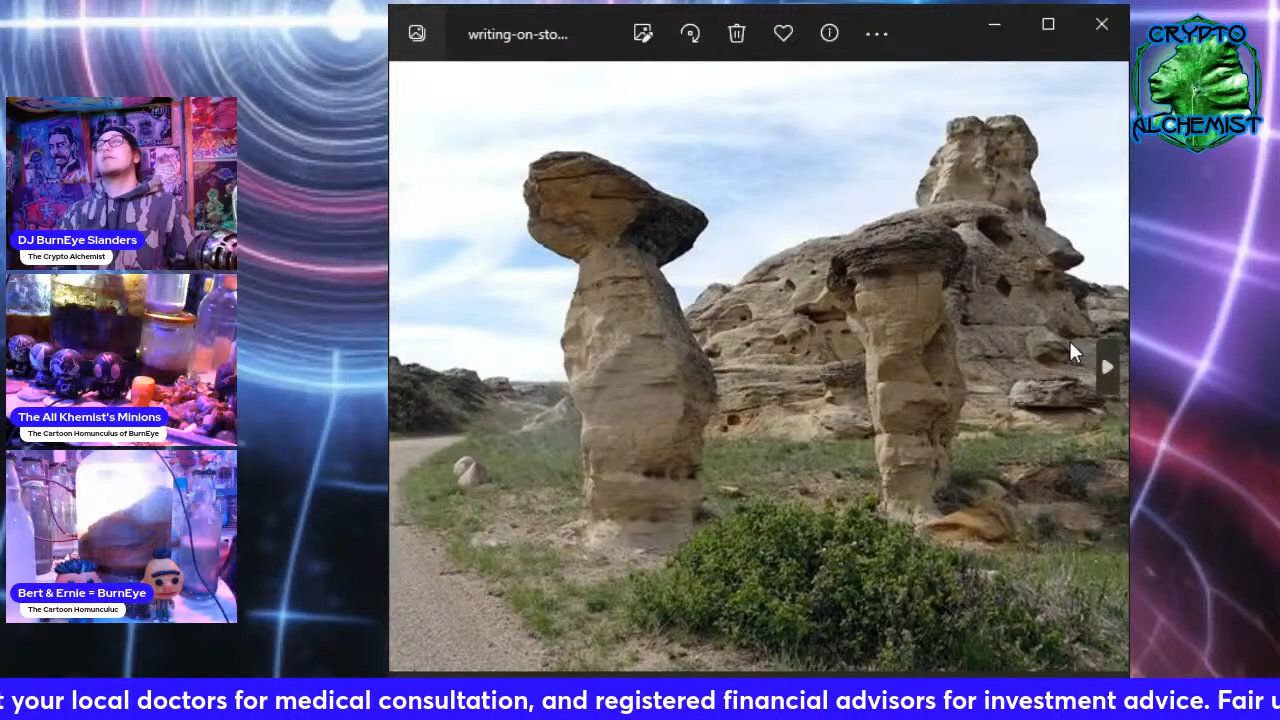 writing-on-sto...
CRYPTO
ALCHEMIST
DJ BurnEye Slanders
The Crypto Alchemist
The All Khemist's Minions
The Cartoon Homunculus of BurnEye
Bert & Ernie = BurnEye
The Cartoon Homunculuc
t your local doctors for medical consultation, and registered financial advisors for investment advice. Fair u